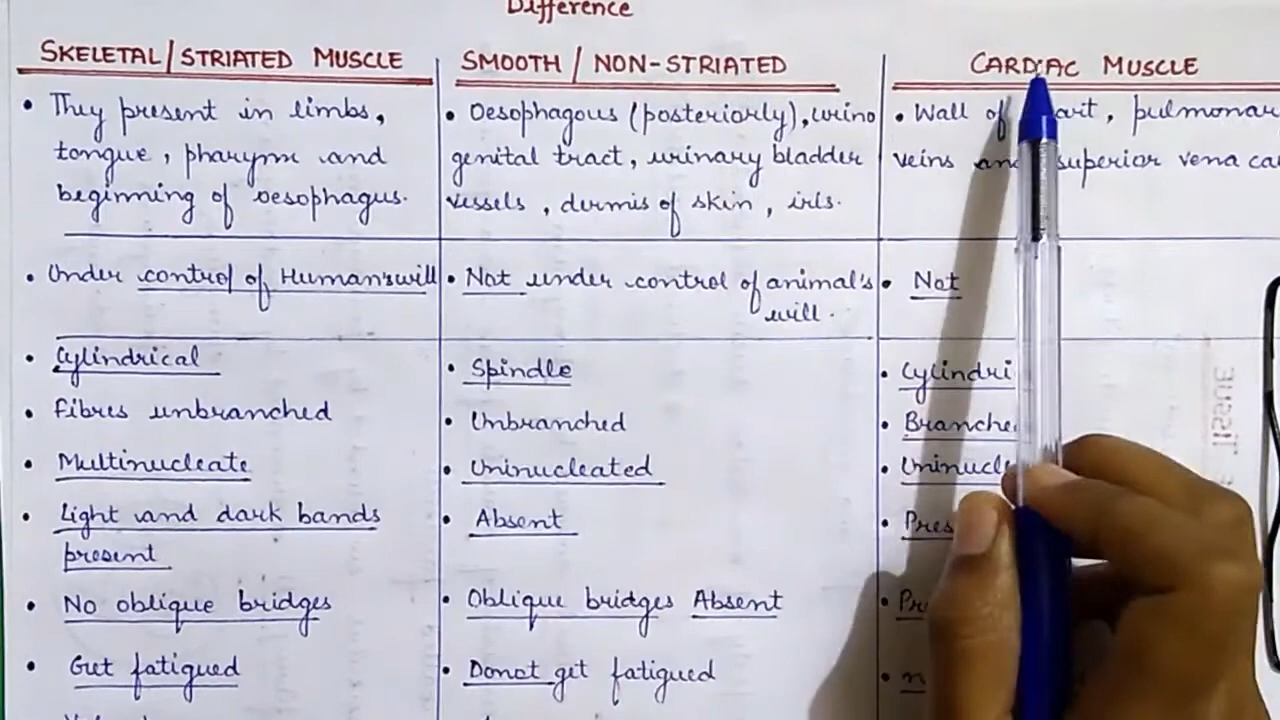 Difference
SKELETAL/STRIATED MUSCLE
• They present in limbs,
tongue, pharynx and
beginning of oesophagus.
• Under control of Human's will
• Cylindrical
• Fibres unbranched
• Multinucleate
• Light and dark bands
present
• No oblique bridges
• Get fatigued
SMOOTH / NON-STRIATED
• Oesophagous (posteriorly), urino
genital tract, urinary bladder
vessels, dermis of skin, iris.
• Not under control of animal's
will.
• Spindle
• Unbranched
• Uninucleated
• Absent
• Oblique bridges Absent
• Donot get fatigued
CARDIAC MUSCLE
• Wall of art, pulmonar
veins and superior vena ca
• Not
• Cylindri
• Branche
• Uninucle
• Pres
• Pr
• n